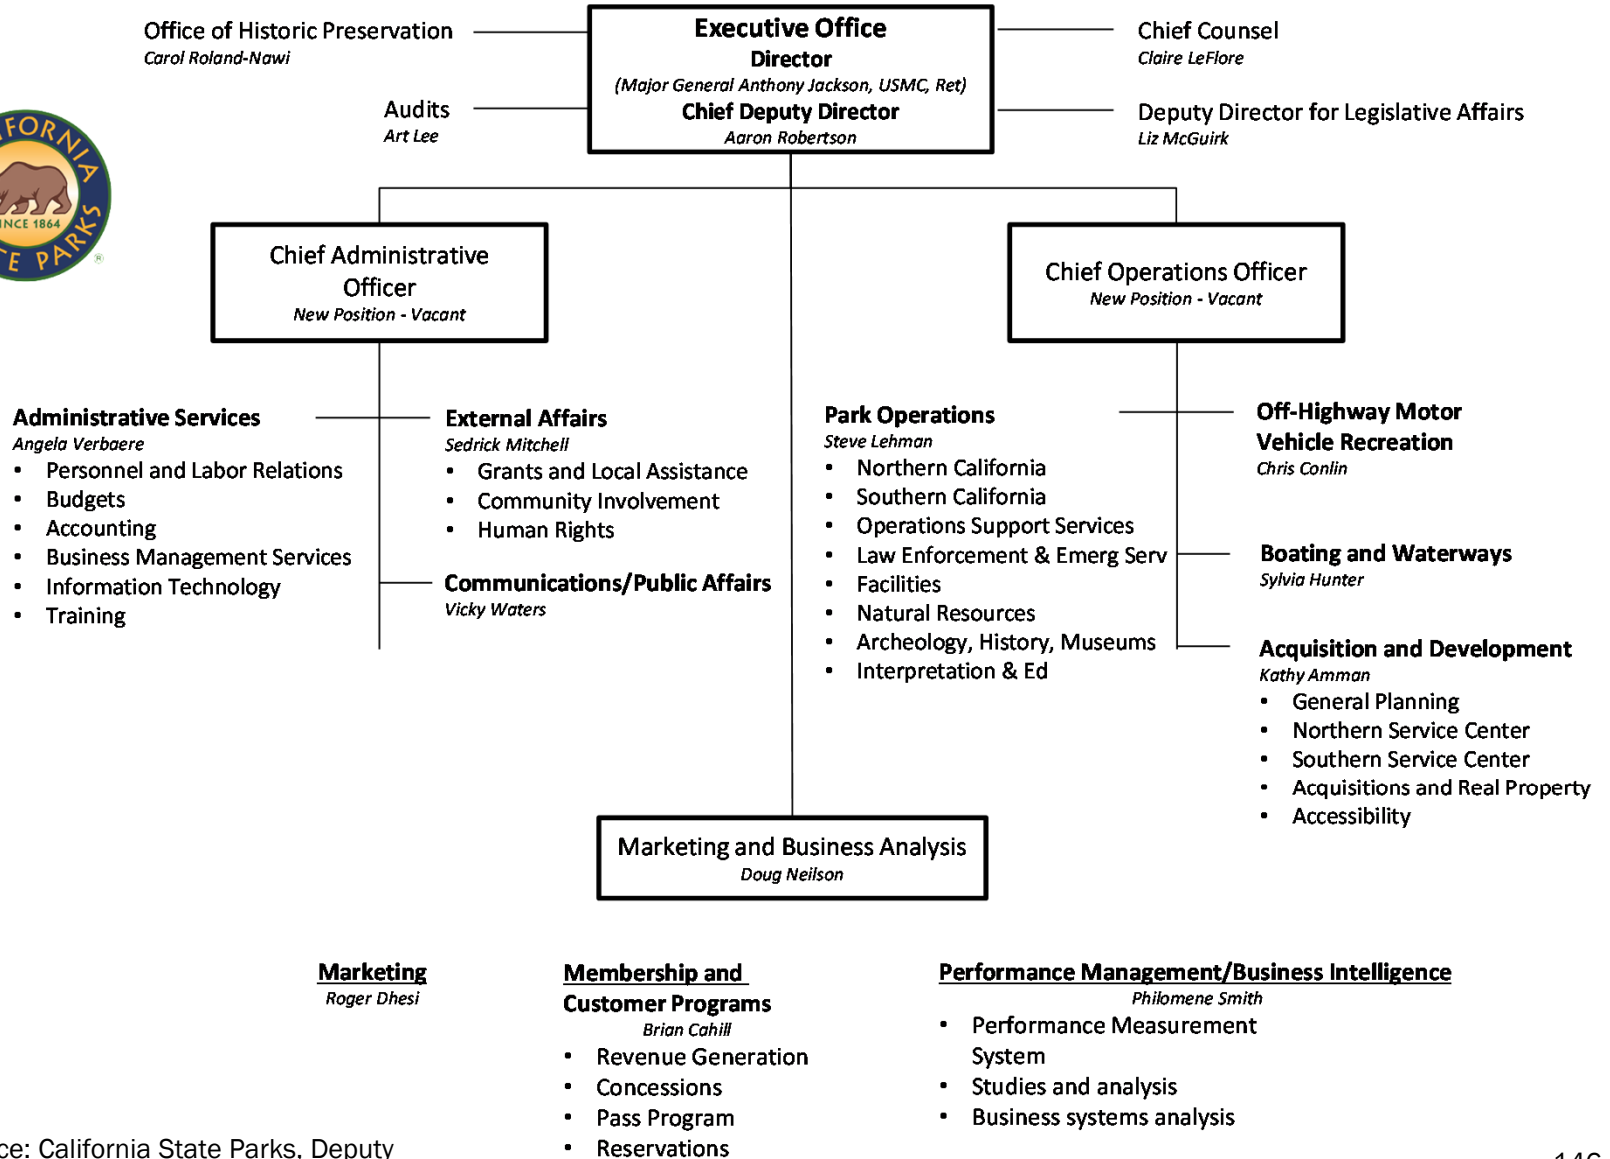 Office of Historic Preservation
Carol Roland-Nawi
Audits
Art Lee
Executive Office
Director
(Major General Anthony Jackson, USMC, Ret)
Chief Deputy Director
Aaron Robertson
Chief Counsel
Claire LeFlore
Deputy Director for Legislative Affairs
Liz McGuirk
SINCE 1864
PARKS
®
Chief Administrative
Officer
New Position - Vacant
Chief Operations Officer
New Position - Vacant
Administrative Services
Angela Verbaere
• Personnel and Labor Relations
• Budgets
• Accounting
• Business Management Services
• Information Technology
• Training
External Affairs
Sedrick Mitchell
• Grants and Local Assistance
• Community Involvement
• Human Rights
Communications/Public Affairs
Vicky Waters
Park Operations
Steve Lehman
• Northern California
• Southern California
• Operations Support Services
• Law Enforcement & Emerg Serv
• Facilities
• Natural Resources
• Archeology, History, Museums
• Interpretation & Ed
Off-Highway Motor
Vehicle Recreation
Chris Conlin
Boating and Waterways
Sylvia Hunter
Acquisition and Development
Kathy Amman
• General Planning
• Northern Service Center
• Southern Service Center
• Acquisitions and Real Property
• Accessibility
Marketing and Business Analysis
Doug Neilson
Marketing
Roger Dhesi
Membership and
Customer Programs
Brian Cahill
• Revenue Generation
• Concessions
• Pass Program
• Reservations
Performance Management/Business Intelligence
Philomene Smith
• Performance Measurement
System
• Studies and analysis
• Business systems analysis
ce: California State Parks, Deputy